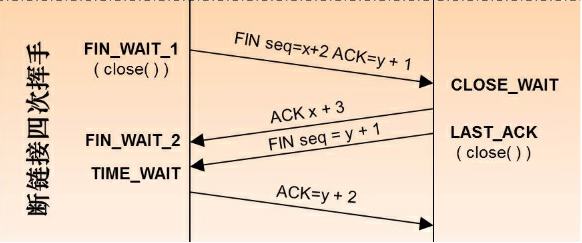 断链接四次挥手
FIN_WAIT_1
( close( ) )
FIN seq=x+2 ACK=y + 1
CLOSE_WAIT
ACK x + 3
FIN_WAIT_2
FIN seq = y + 1
LAST_ACK
( close( ) )
TIME_WAIT
ACK=y + 2